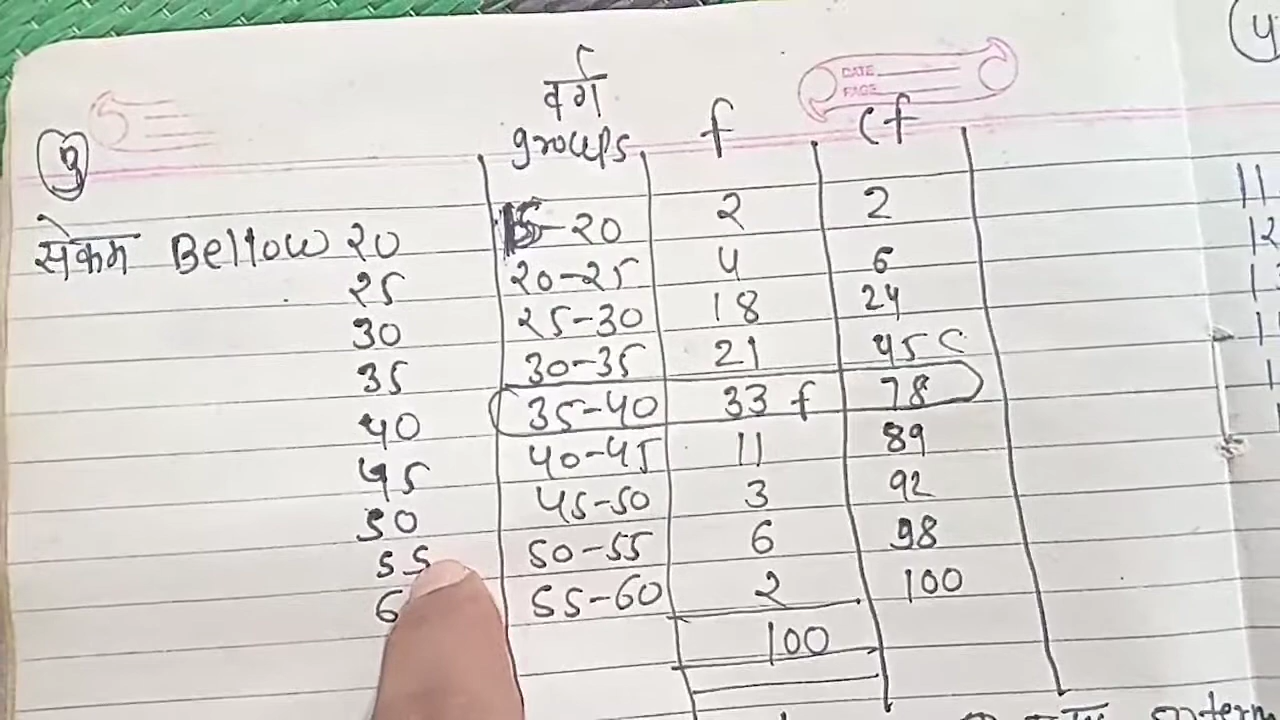 वर्ग
DATE
PAGE
groups f cf
सेकम Bellow 20 15-20 2 2
25 20-25 4 6
30 25-30 18 24
35 30-35 21 45 C
40 35-40 33 f 78
45 40-45 11 89
50 45-50 3 92
55 50-55 6 98
6 55-60 2 100
100